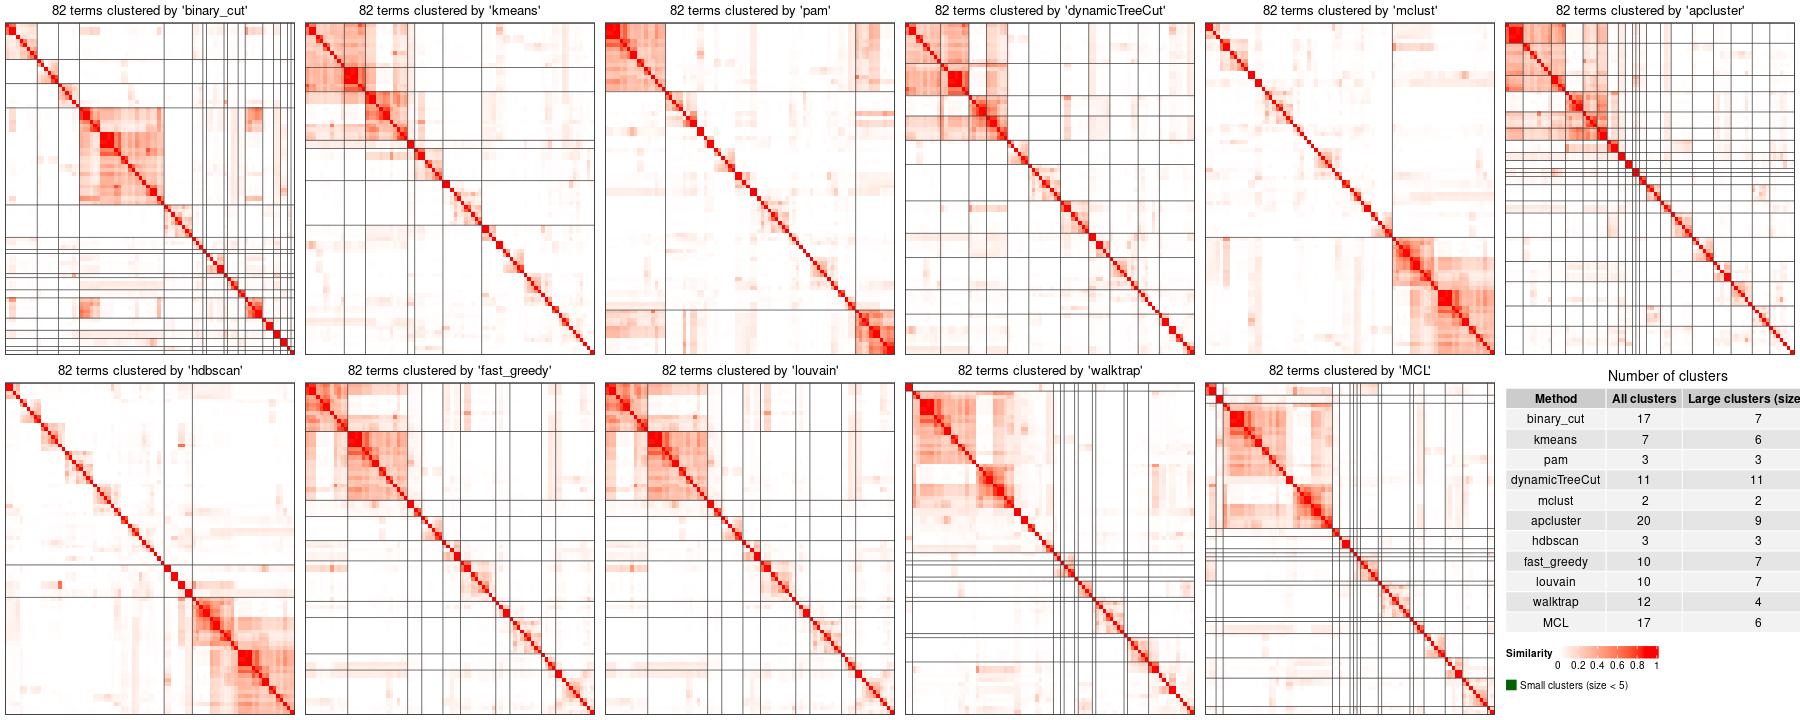 82 terms clustered by 'binary_cut'
82 terms clustered by 'kmeans'
82 terms clustered by 'pam'
82 terms clustered by 'dynamicTreeCut'
82 terms clustered by 'mclust'
82 terms clustered by 'apcluster'
82 terms clustered by 'hdbscan'
82 terms clustered by 'fast_greedy'
82 terms clustered by 'louvain'
82 terms clustered by 'walktrap'
82 terms clustered by 'MCL'
Number of clusters
Method All clusters Large clusters (size
binary_cut 17 7
kmeans 7 6
pam 3 3
dynamicTreeCut 11 11
mclust 2 2
apcluster 20 9
hdbscan 3 3
fast_greedy 10 7
louvain 10 7
walktrap 12 4
MCL 17 6
Similarity
0 0.2 0.4 0.6 0.8 1
Small clusters (size < 5)